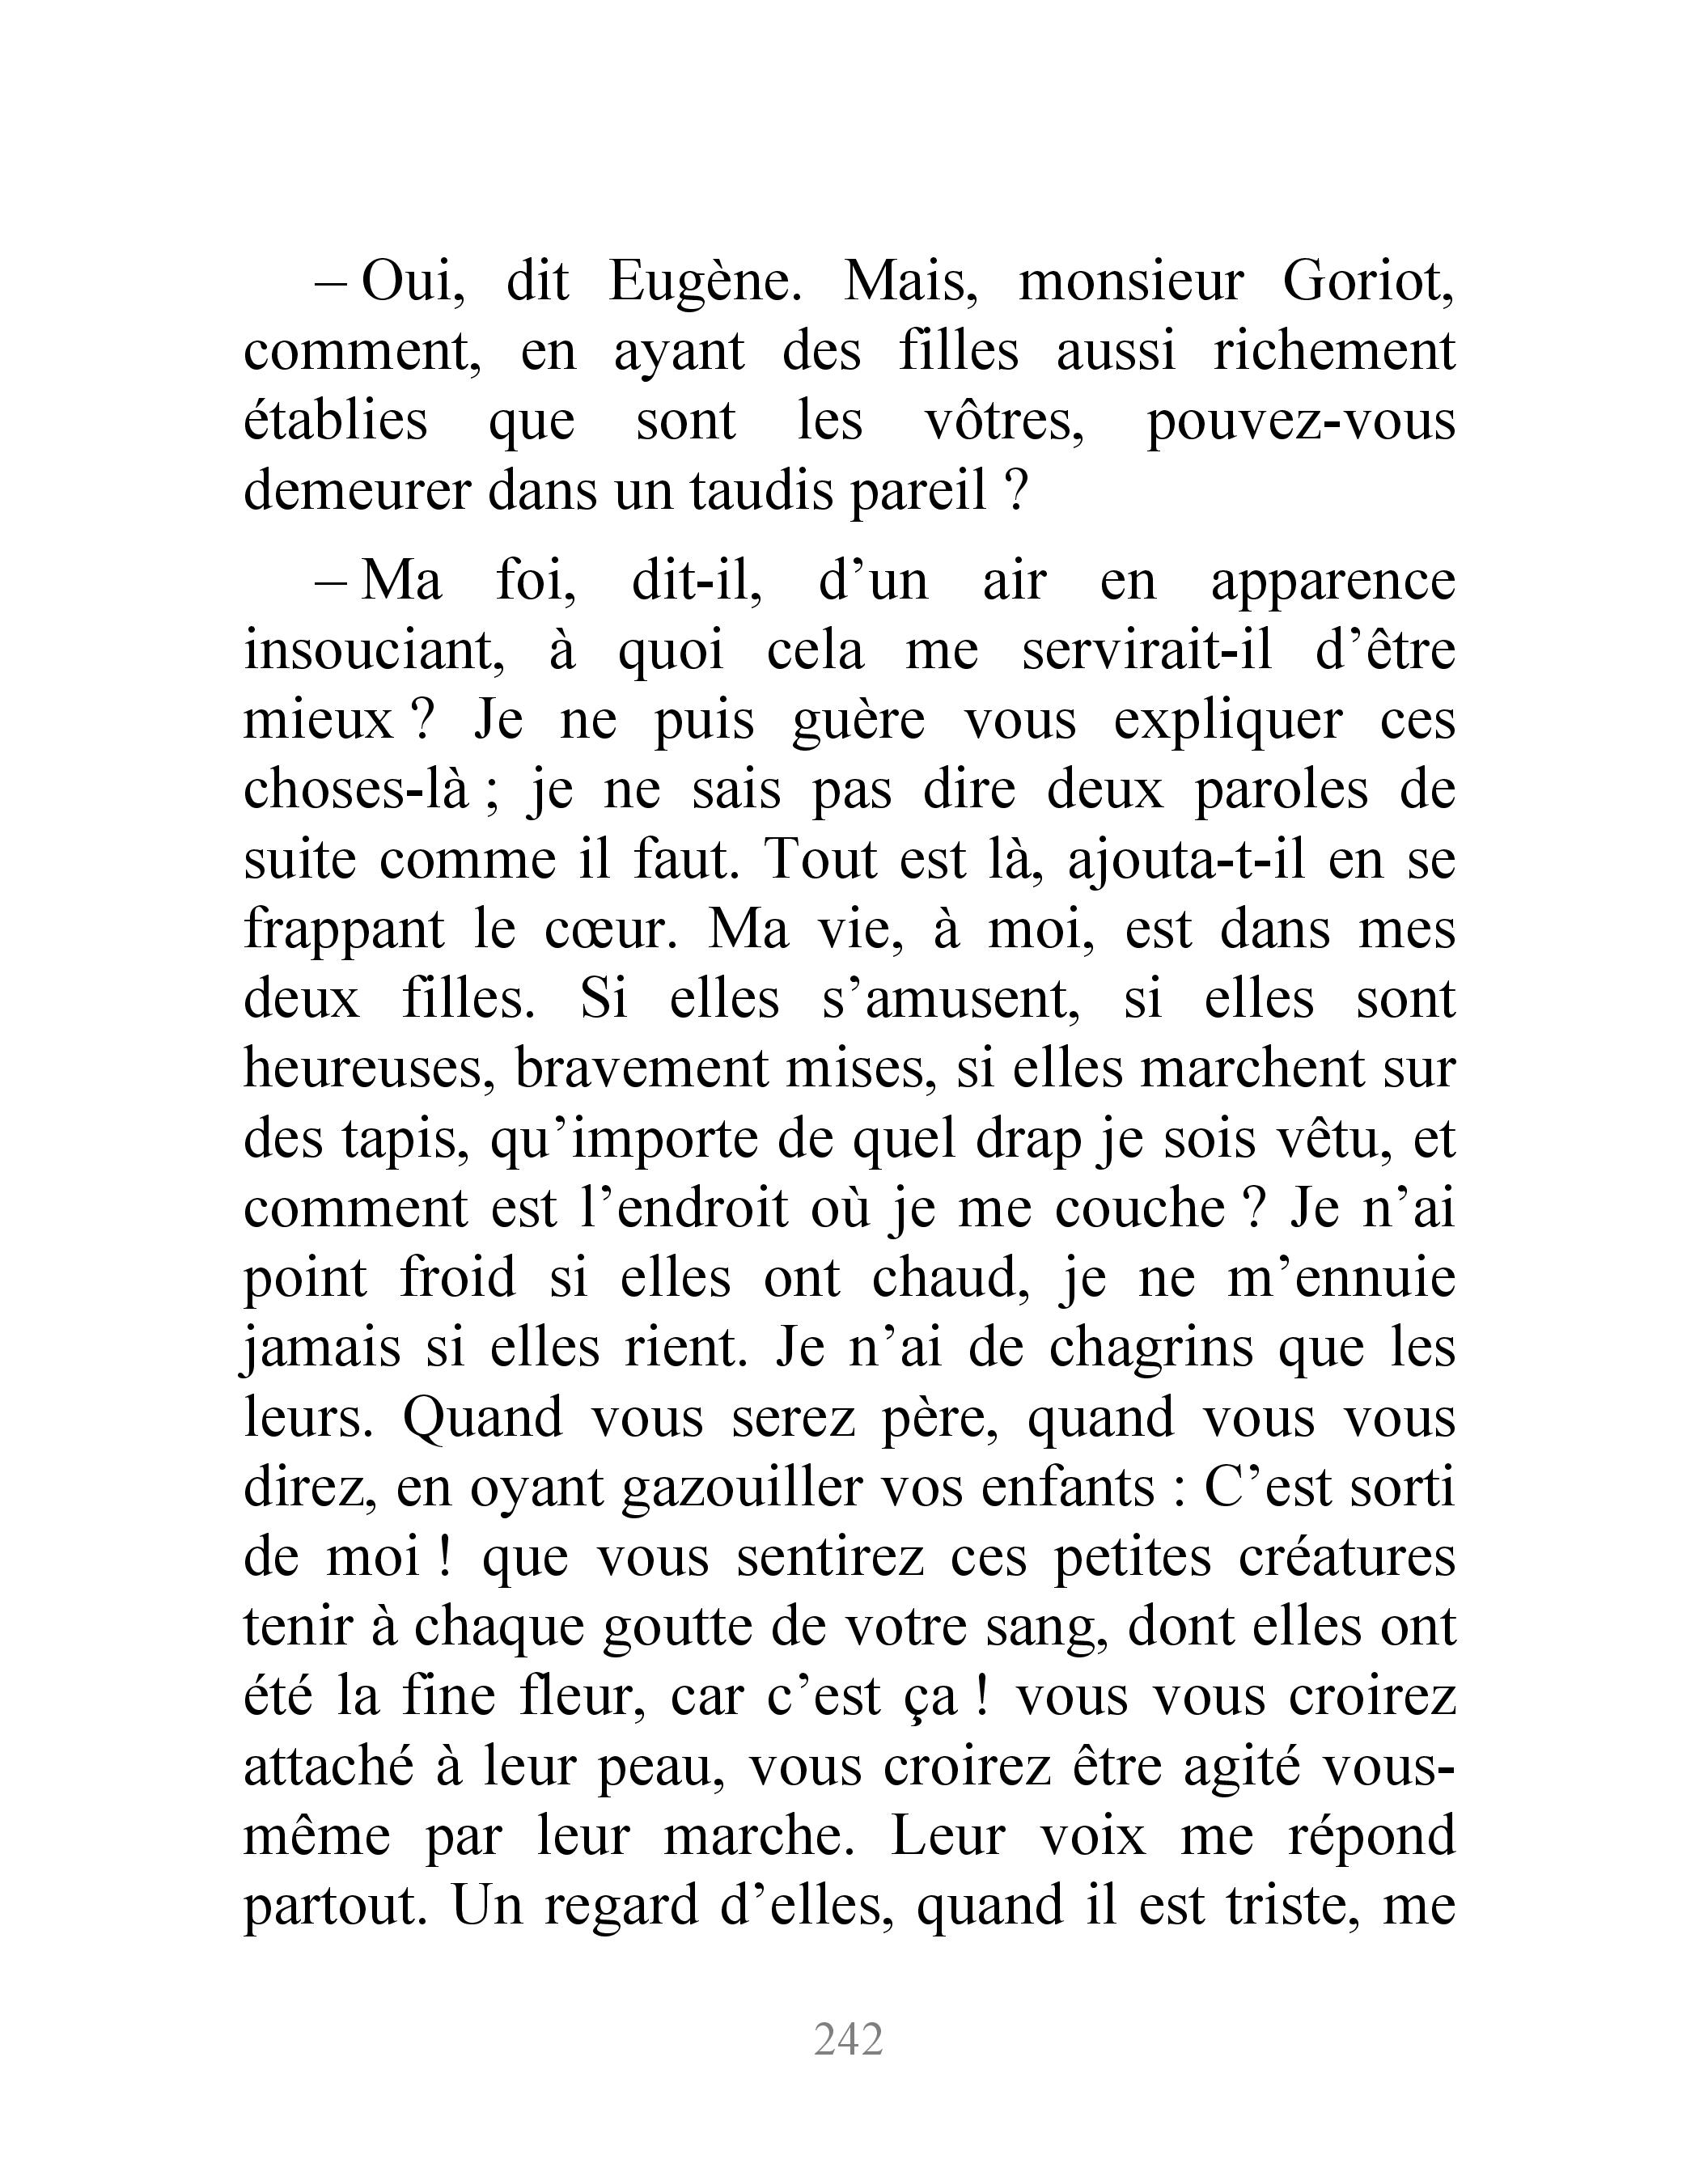 – Oui, dit Eugène. Mais, monsieur Goriot,
comment, en ayant des filles aussi richement
établies que sont les vôtres, pouvez-vous
demeurer dans un taudis pareil ?
– Ma foi, dit-il, d’un air en apparence
insouciant, à quoi cela me servirait-il d’être
mieux ? Je ne puis guère vous expliquer ces
choses-là ; je ne sais pas dire deux paroles de
suite comme il faut. Tout est là, ajouta-t-il en se
frappant le cœur. Ma vie, à moi, est dans mes
deux filles. Si elles s’amusent, si elles sont
heureuses, bravement mises, si elles marchent sur
des tapis, qu’importe de quel drap je sois vêtu, et
comment est l’endroit où je me couche ? Je n’ai
point froid si elles ont chaud, je ne m’ennuie
jamais si elles rient. Je n’ai de chagrins que les
leurs. Quand vous serez père, quand vous vous
direz, en oyant gazouiller vos enfants : C’est sorti
de moi ! que vous sentirez ces petites créatures
tenir à chaque goutte de votre sang, dont elles ont
été la fine fleur, car c’est ça ! vous vous croirez
attaché à leur peau, vous croirez être agité vous-
même par leur marche. Leur voix me répond
partout. Un regard d’elles, quand il est triste, me
242